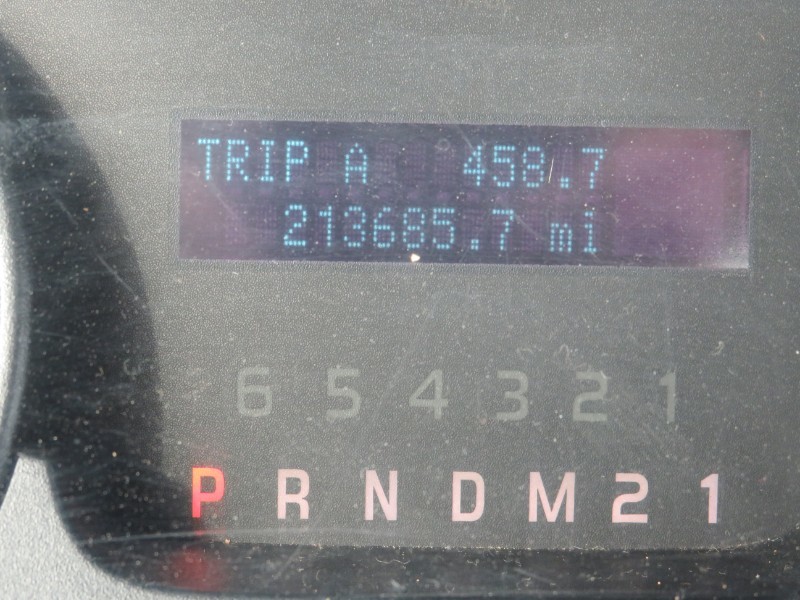 TRIP A 458.7
213685.7 mi
6 5 4 3 2 1
P R N D M 2 1